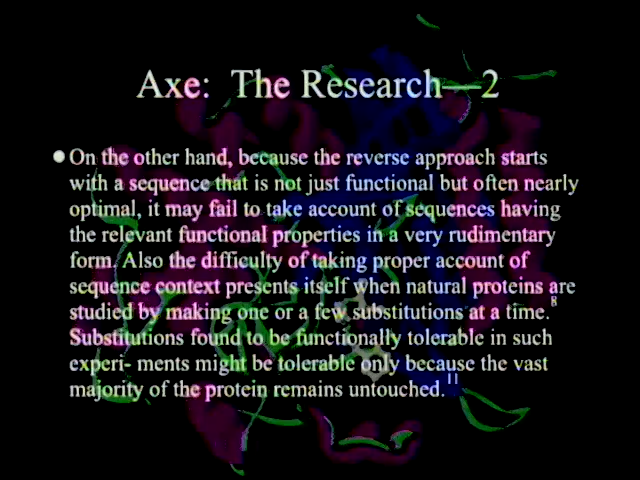 Axe: The Research—2
• On the other hand, because the reverse approach starts
with a sequence that is not just functional but often nearly
optimal, it may fail to take account of sequences having
the relevant functional properties in a very rudimentary
form. Also the difficulty of taking proper account of
sequence context presents itself when natural proteins are
studied by making one or a few substitutions at a time.8
Substitutions found to be functionally tolerable in such
experi- ments might be tolerable only because the vast
majority of the protein remains untouched.11